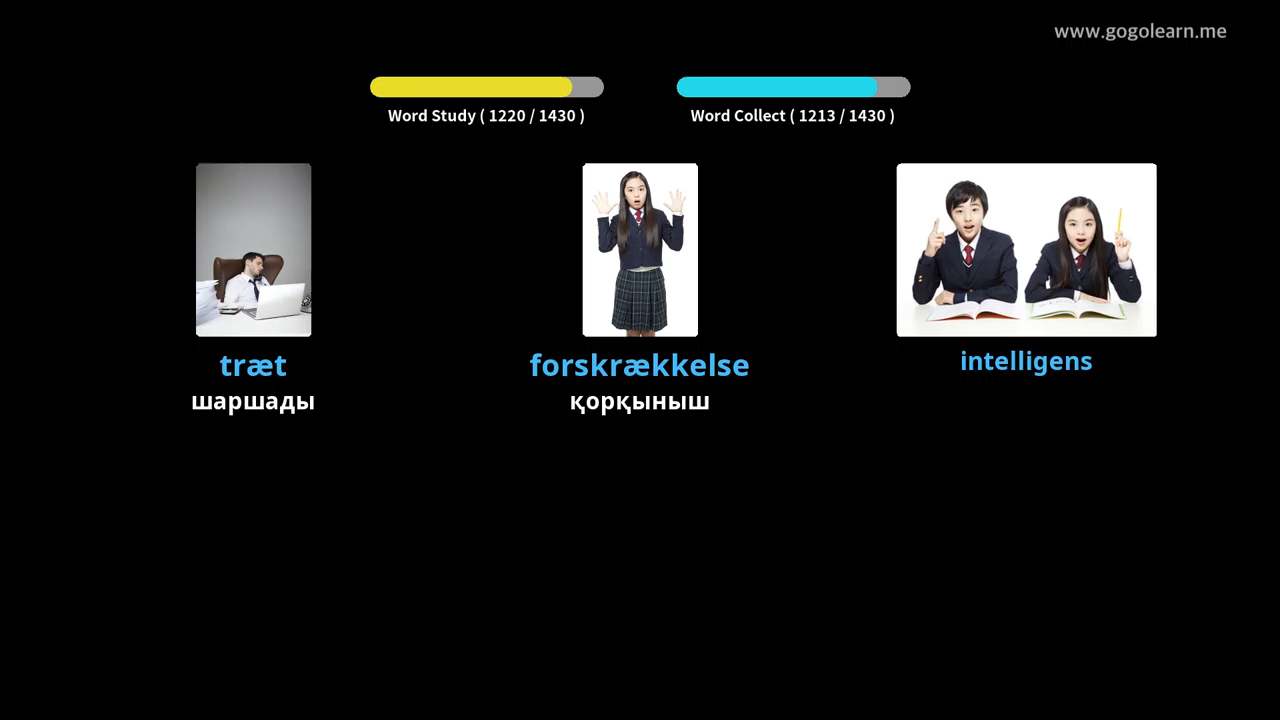 www.gogolearn.me
Word Study ( 1220 / 1430 )
Word Collect ( 1213 / 1430 )
træt
шаршады
forskrækkelse
қорқыныш
intelligens